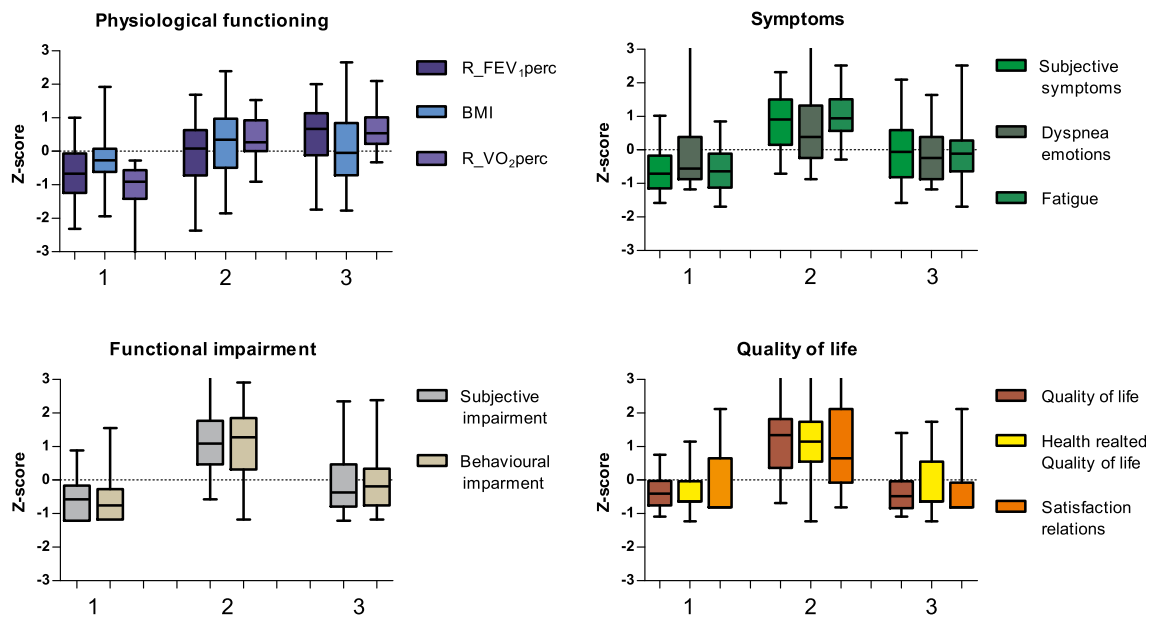 Physiological functioning
3
2
1
0
-1
-2
-3
Z-score
1
2
3
R_FEV₁perc
BMI
R_VO₂perc
Symptoms
3
2
1
0
-1
-2
-3
Z-score
1
2
3
Subjective
symptoms
Dyspnea
emotions
Fatigue
Functional impairment
3
2
1
0
-1
-2
-3
Z-score
1
2
3
Subjective
impairment
Behavioural
imparment
Quality of life
3
2
1
0
-1
-2
-3
Z-score
1
2
3
Quality of life
Health realted
Quality of life
Satisfaction
relations